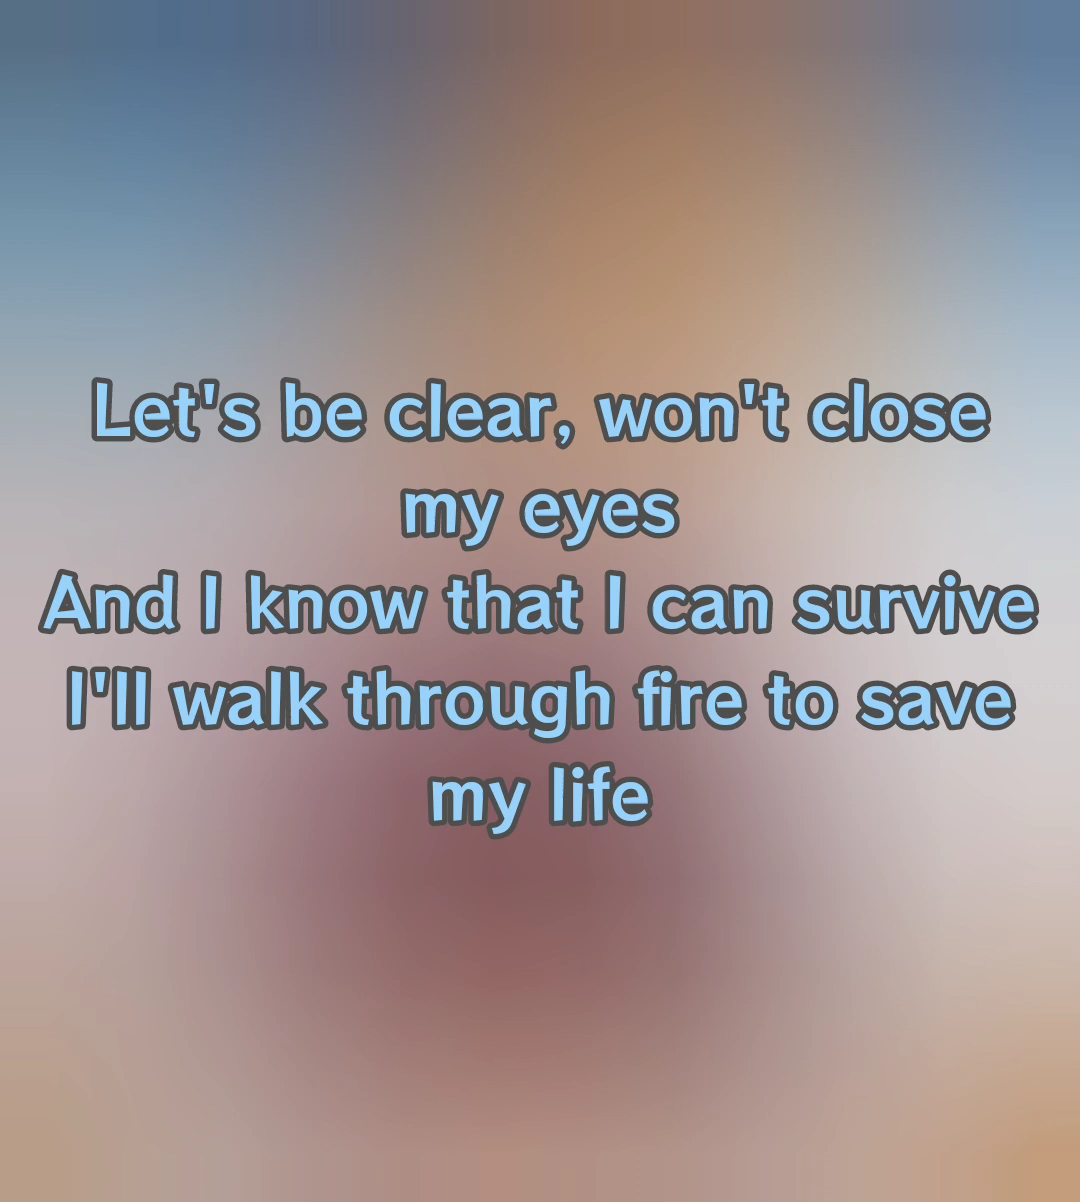 Let's be clear, won't close
my eyes
And I know that I can survive
I'll walk through fire to save
my life